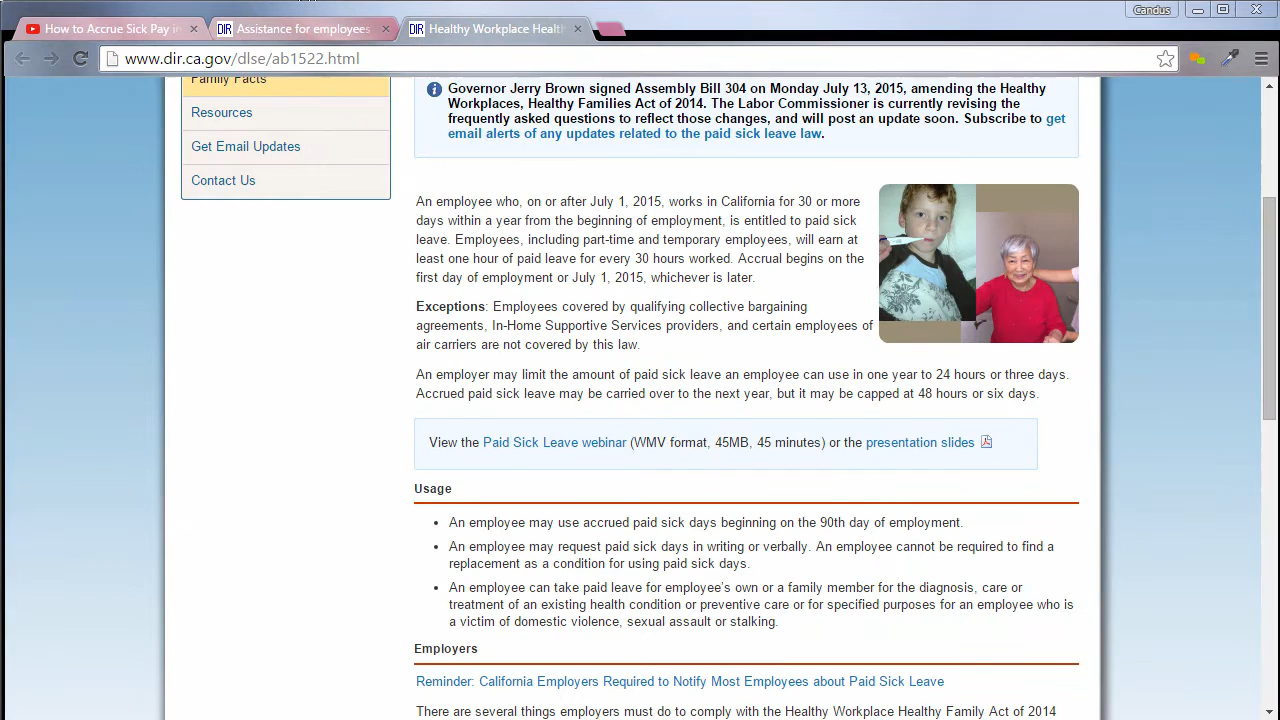 Candus
How to Accrue Sick Pay in
Assistance for employees
Healthy Workplace Healt
www.dir.ca.gov/dlse/ab1522.html
Family Facts
Resources
Get Email Updates
Contact Us
Governor Jerry Brown signed Assembly Bill 304 on Monday July 13, 2015, amending the Healthy
Workplaces, Healthy Families Act of 2014. The Labor Commissioner is currently revising the
frequently asked questions to reflect those changes, and will post an update soon. Subscribe to get
email alerts of any updates related to the paid sick leave law.
An employee who, on or after July 1, 2015, works in California for 30 or more
days within a year from the beginning of employment, is entitled to paid sick
leave. Employees, including part-time and temporary employees, will earn at
least one hour of paid leave for every 30 hours worked. Accrual begins on the
first day of employment or July 1, 2015, whichever is later.
Exceptions: Employees covered by qualifying collective bargaining
agreements, In-Home Supportive Services providers, and certain employees of
air carriers are not covered by this law.
An employer may limit the amount of paid sick leave an employee can use in one year to 24 hours or three days.
Accrued paid sick leave may be carried over to the next year, but it may be capped at 48 hours or six days.
View the Paid Sick Leave webinar (WMV format, 45MB, 45 minutes) or the presentation slides
Usage
• An employee may use accrued paid sick days beginning on the 90th day of employment.
• An employee may request paid sick days in writing or verbally. An employee cannot be required to find a
replacement as a condition for using paid sick days.
• An employee can take paid leave for employee's own or a family member for the diagnosis, care or
treatment of an existing health condition or preventive care or for specified purposes for an employee who is
a victim of domestic violence, sexual assault or stalking.
Employers
Reminder: California Employers Required to Notify Most Employees about Paid Sick Leave
There are several things employers must do to comply with the Healthy Workplace Healthy Family Act of 2014